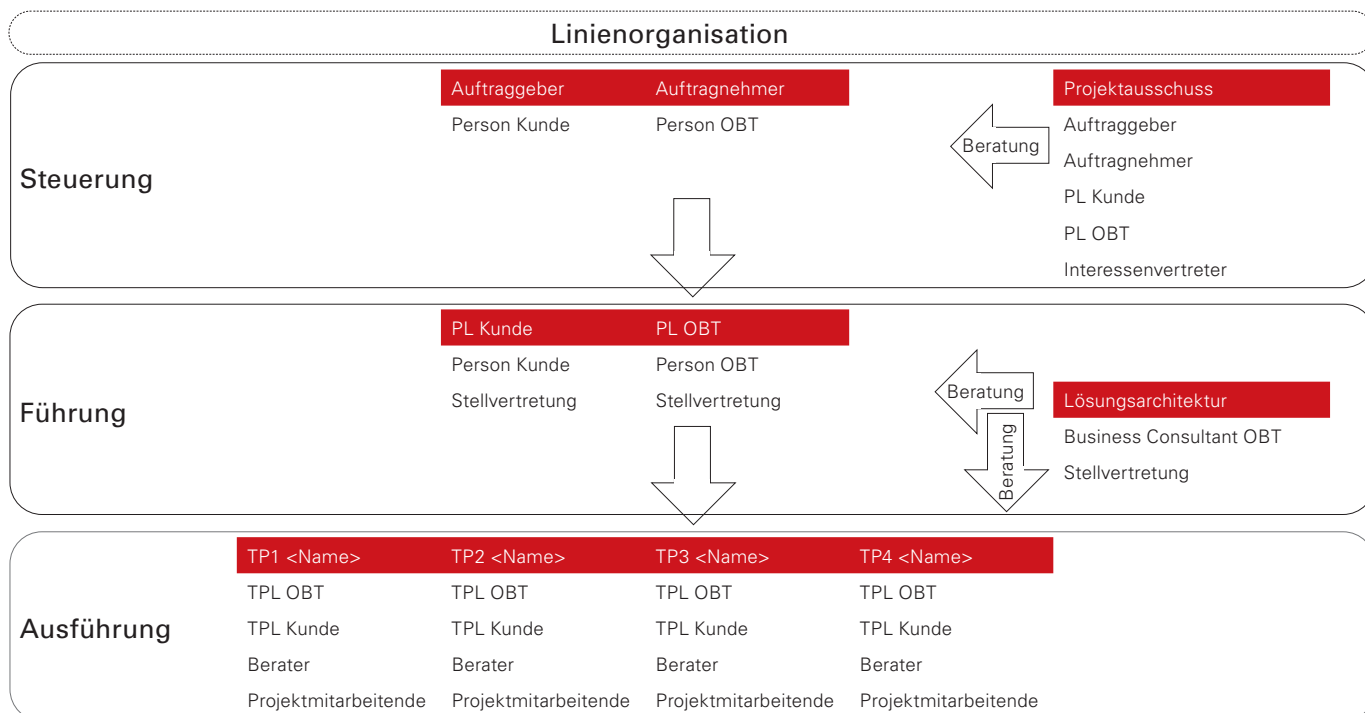 Linienorganisation
Auftraggeber Auftragnehmer Projektausschuss
Person Kunde Person OBT Auftraggeber
Beratung
Auftragnehmer
Steuerung
PL Kunde
PL OBT
Interessenvertreter
PL Kunde PL OBT
Person Kunde Person OBT
Beratung
Stellvertretung Stellvertretung Lösungsarchitektur
Führung
Business Consultant OBT
Beratung
Stellvertretung
TP1 <Name> TP2 <Name> TP3 <Name> TP4 <Name>
TPL OBT TPL OBT TPL OBT TPL OBT
Ausführung
TPL Kunde TPL Kunde TPL Kunde TPL Kunde
Berater Berater Berater Berater
Projektmitarbeitende Projektmitarbeitende Projektmitarbeitende Projektmitarbeitende